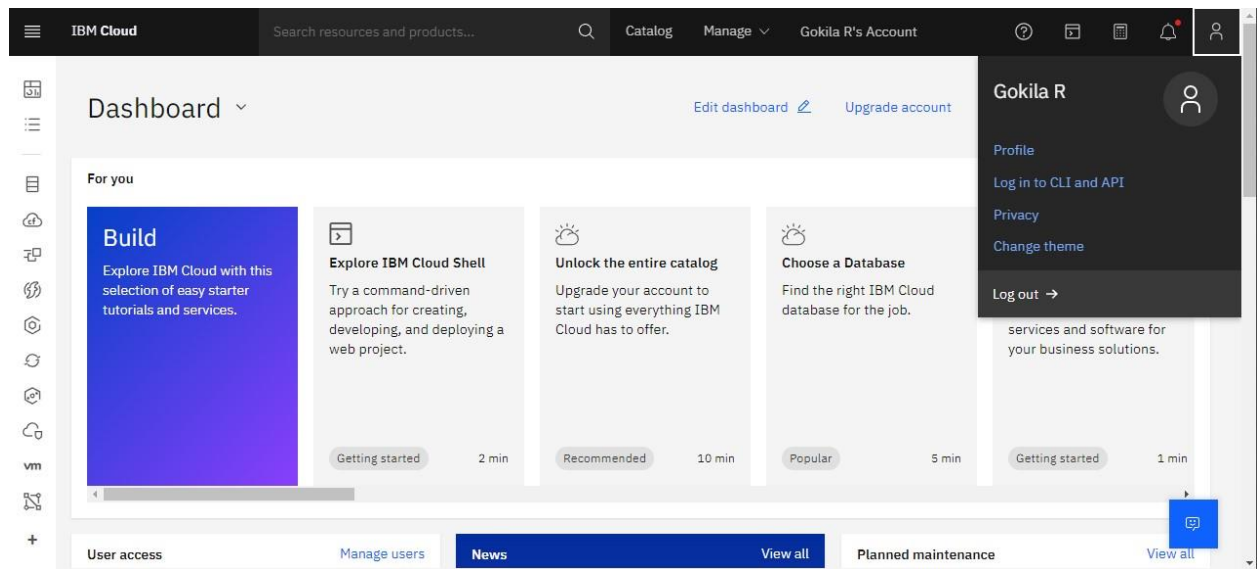 IBM Cloud
Search resources and products...
Catalog
Manage
Gokila R's Account
Gokila R
Profile
Log in to CLI and API
Privacy
Change theme
Log out →
Dashboard
Edit dashboard
Upgrade account
For you
Build
Explore IBM Cloud with this
selection of easy starter
tutorials and services.
Explore IBM Cloud Shell
Try a command-driven
approach for creating,
developing, and deploying a
web project.
Getting started
2 min
Unlock the entire catalog
Upgrade your account to
start using everything IBM
Cloud has to offer.
Recommended
10 min
Choose a Database
Find the right IBM Cloud
database for the job.
Popular
5 min
services and software for
your business solutions.
Getting started
1 min
vm
User access
Manage users
News
View all
Planned maintenance
View all